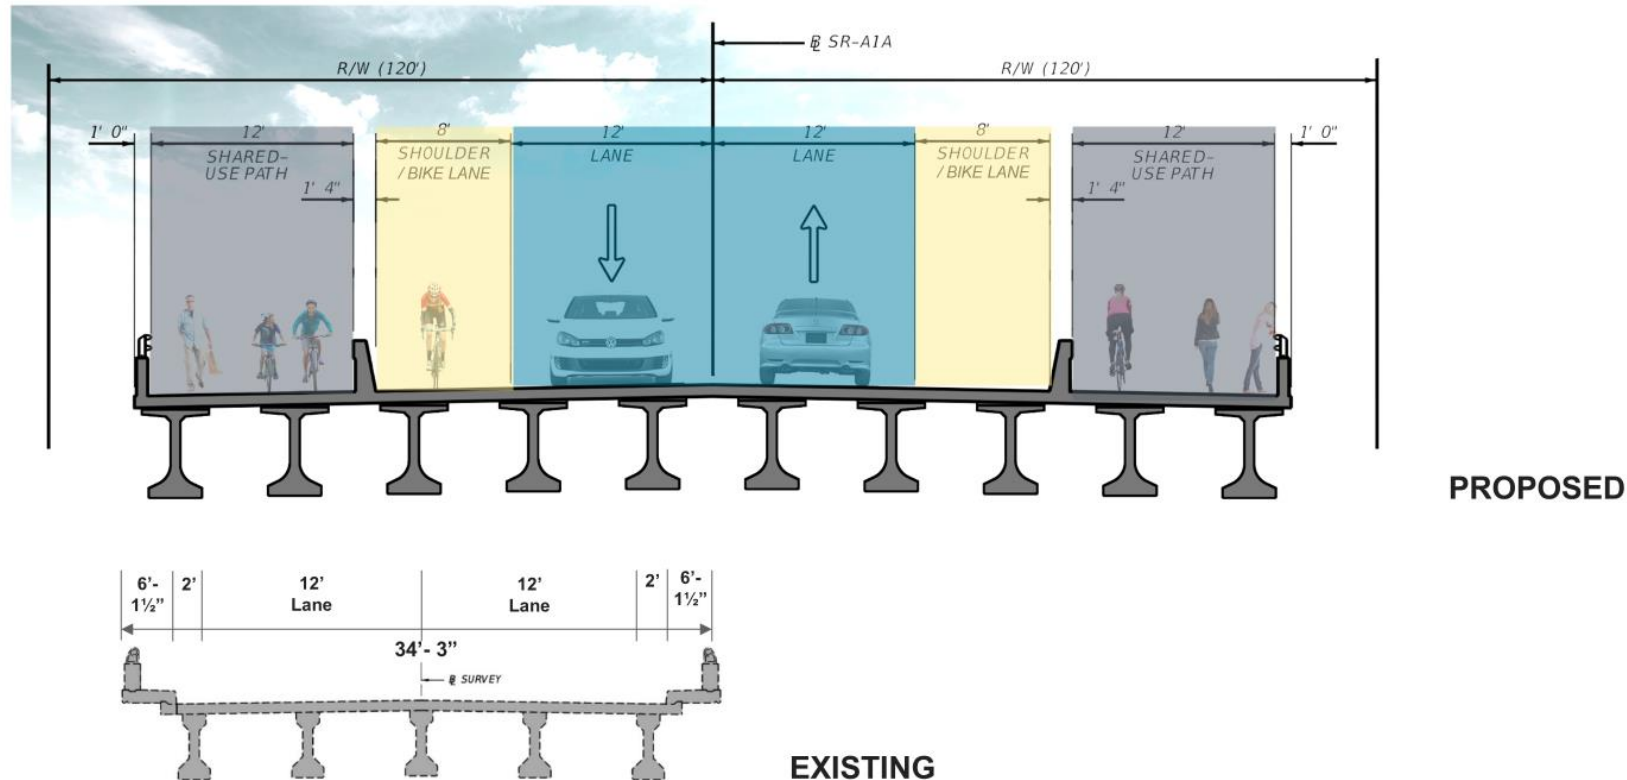 ℄ SR-A1A
R/W (120') R/W (120')
1' 0" 12' 8' 12' 12' 8' 12' 1' 0"
SHARED-
USE PATH
SHOULDER
/ BIKE LANE
LANE
LANE
SHOULDER
/ BIKE LANE
SHARED-
USE PATH
1' 4" 1' 4"
PROPOSED
6'-
1½"
2'
12'
Lane
12'
Lane
2'
6'-
1½"
34'- 3"
℄ SURVEY
EXISTING